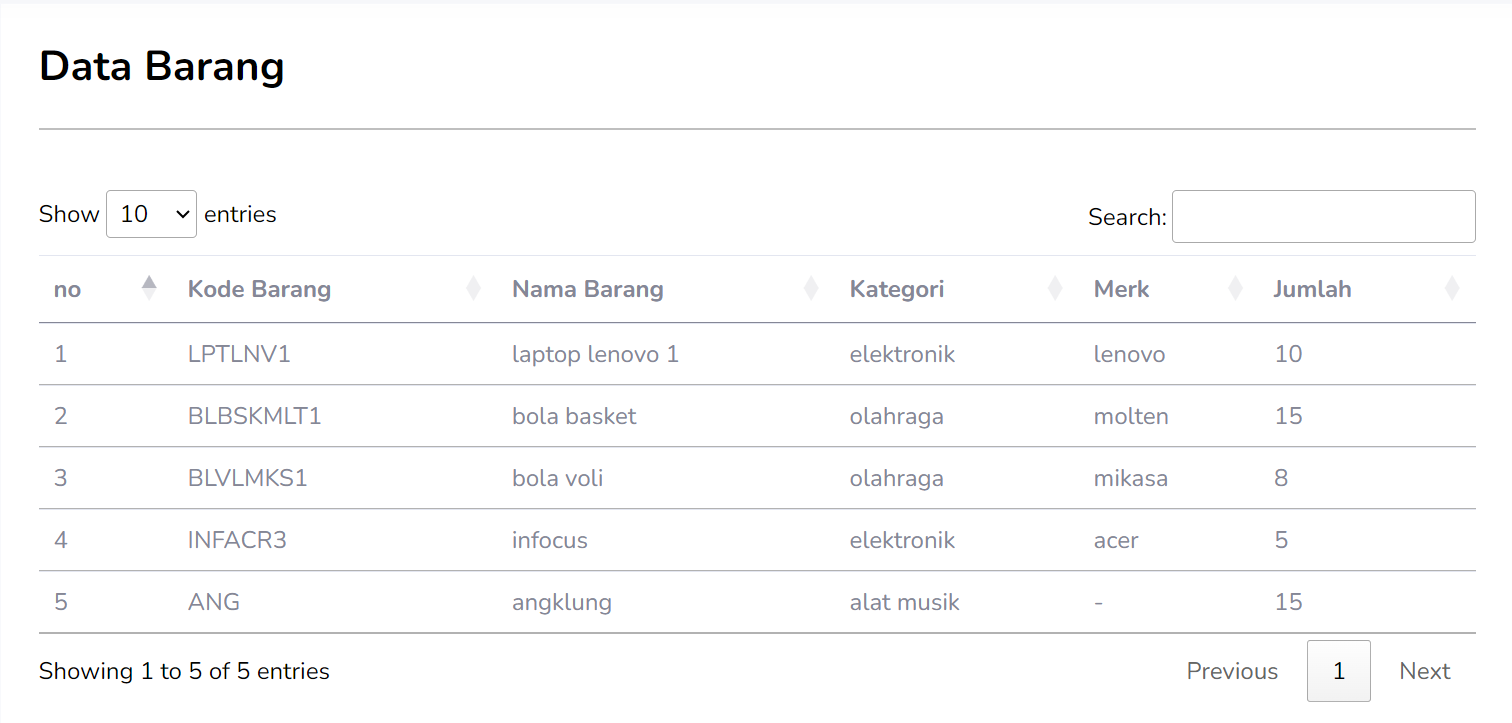 Data Barang
Show 10 entries Search:
no Kode Barang Nama Barang Kategori Merk Jumlah
1 LPTLNV1 laptop lenovo 1 elektronik lenovo 10
2 BLBSKMLT1 bola basket olahraga molten 15
3 BLVLMKS1 bola voli olahraga mikasa 8
4 INFACR3 infocus elektronik acer 5
5 ANG angklung alat musik - 15
Showing 1 to 5 of 5 entries Previous 1 Next